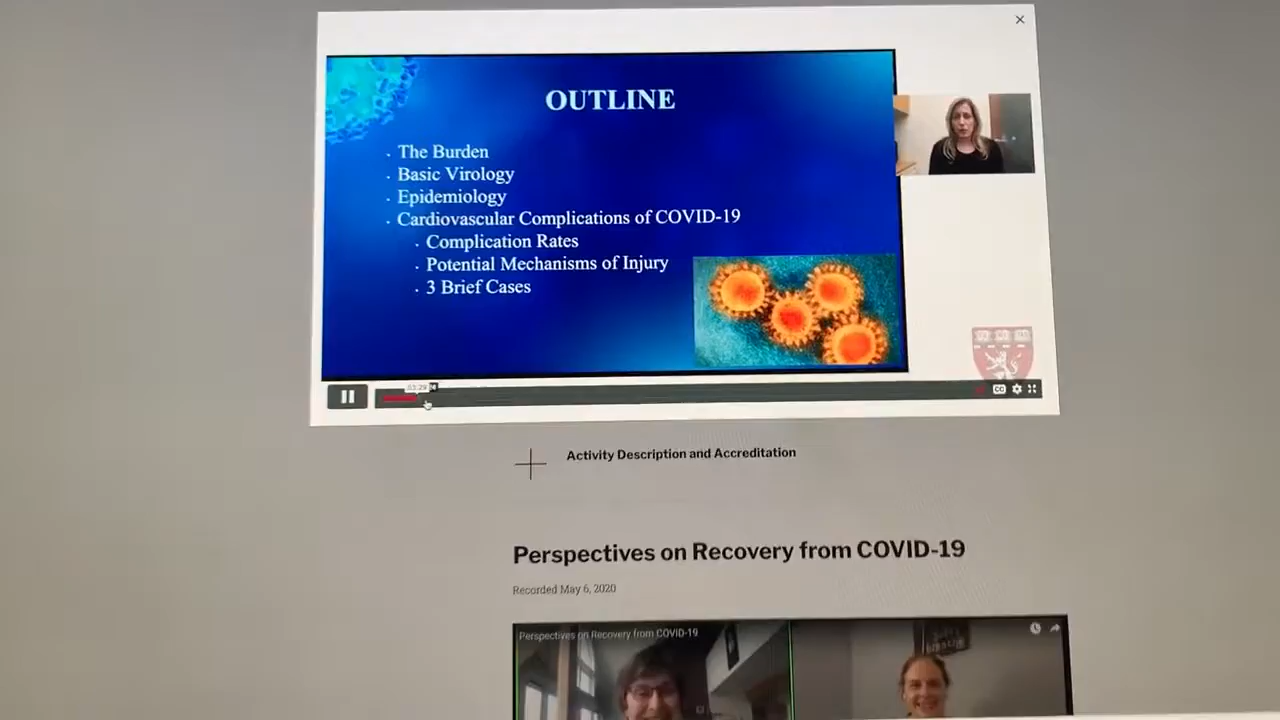 OUTLINE
· The Burden
· Basic Virology
· Epidemiology
· Cardiovascular Complications of COVID-19
· Complication Rates
· Potential Mechanisms of Injury
· 3 Brief Cases
CC
Activity Description and Accreditation
Perspectives on Recovery from COVID-19
Recorded May 6, 2020
Perspectives on Recovery from COVID-19